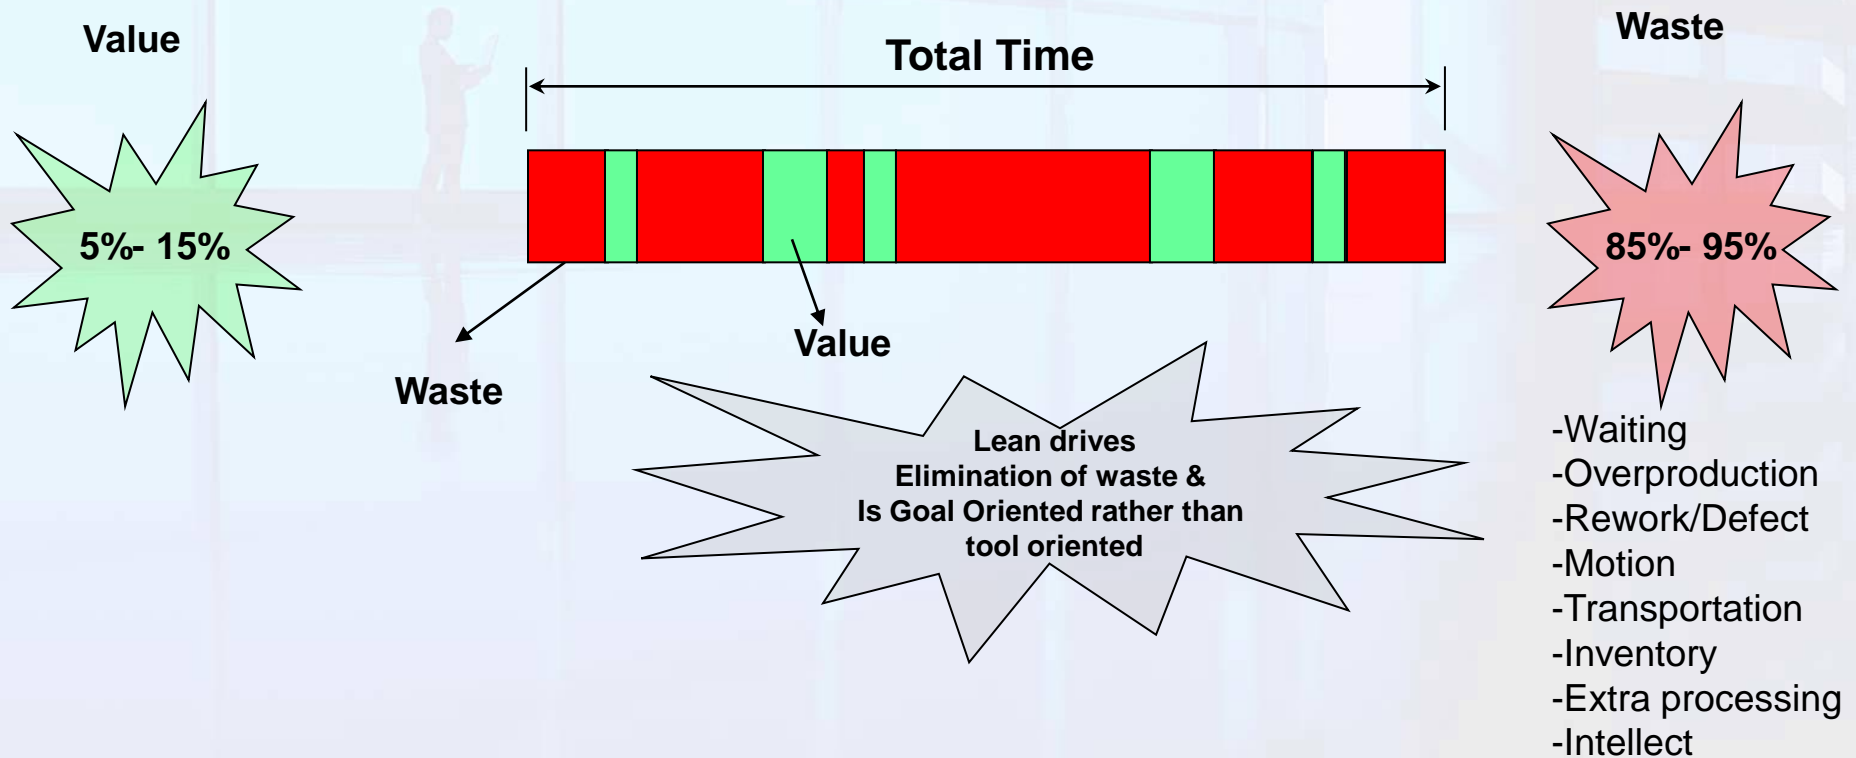 Value
Total Time
Waste
5%- 15%
85%- 95%
Waste
Value
Lean drives
Elimination of waste &
Is Goal Oriented rather than
tool oriented
-Waiting
-Overproduction
-Rework/Defect
-Motion
-Transportation
-Inventory
-Extra processing
-Intellect